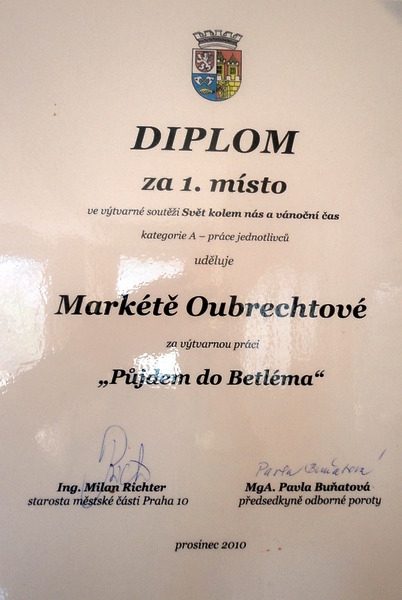 DIPLOM
za 1. místo
ve výtvarné soutěži Svět kolem nás a vánoční čas
kategorie A – práce jednotlivců
uděluje
Markétě Oubrechtové
za výtvarnou práci
„Půjdem do Betléma“
Pavla Buňatová
Ing. Milan Richter
starosta městské části Praha 10
MgA. Pavla Buňatová
předsedkyně odborné poroty
prosinec 2010